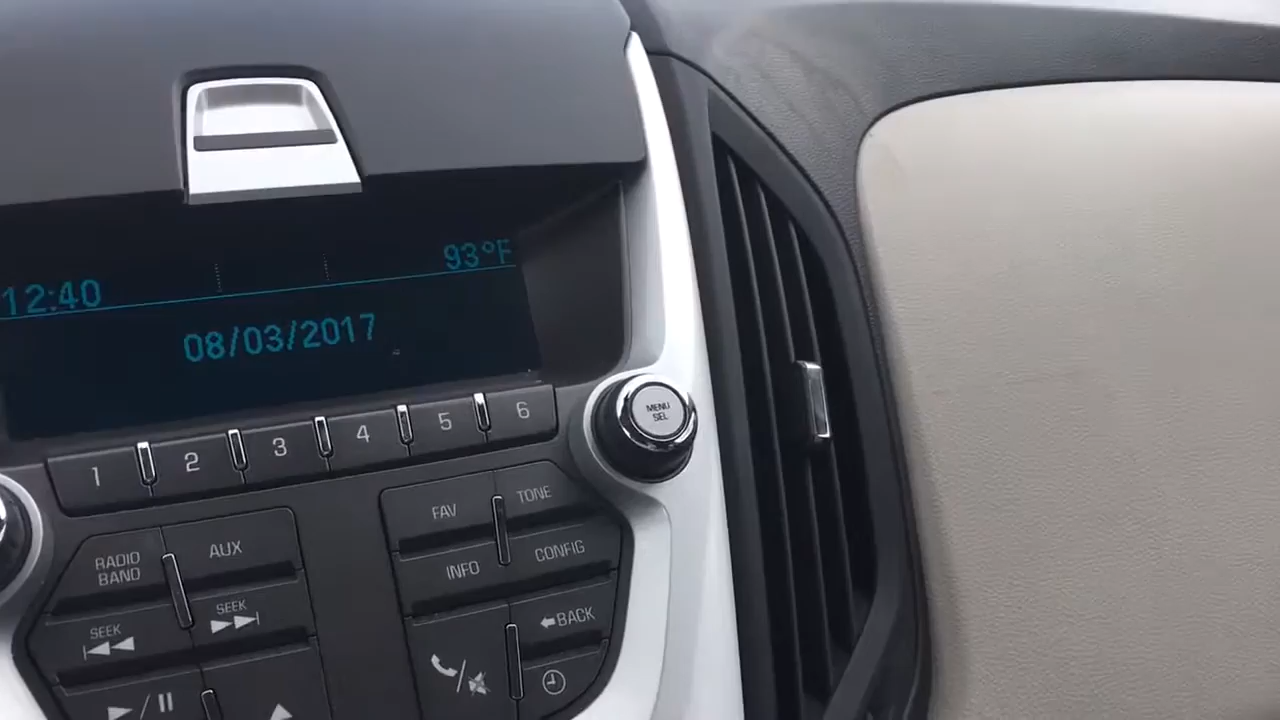 93°F
12:40
08/03/2017
1 2 3 4 5 6
MENU
SEL
FAV
TONE
RADIO
BAND
AUX
INFO
CONFIG
SEEK
SEEK
BACK